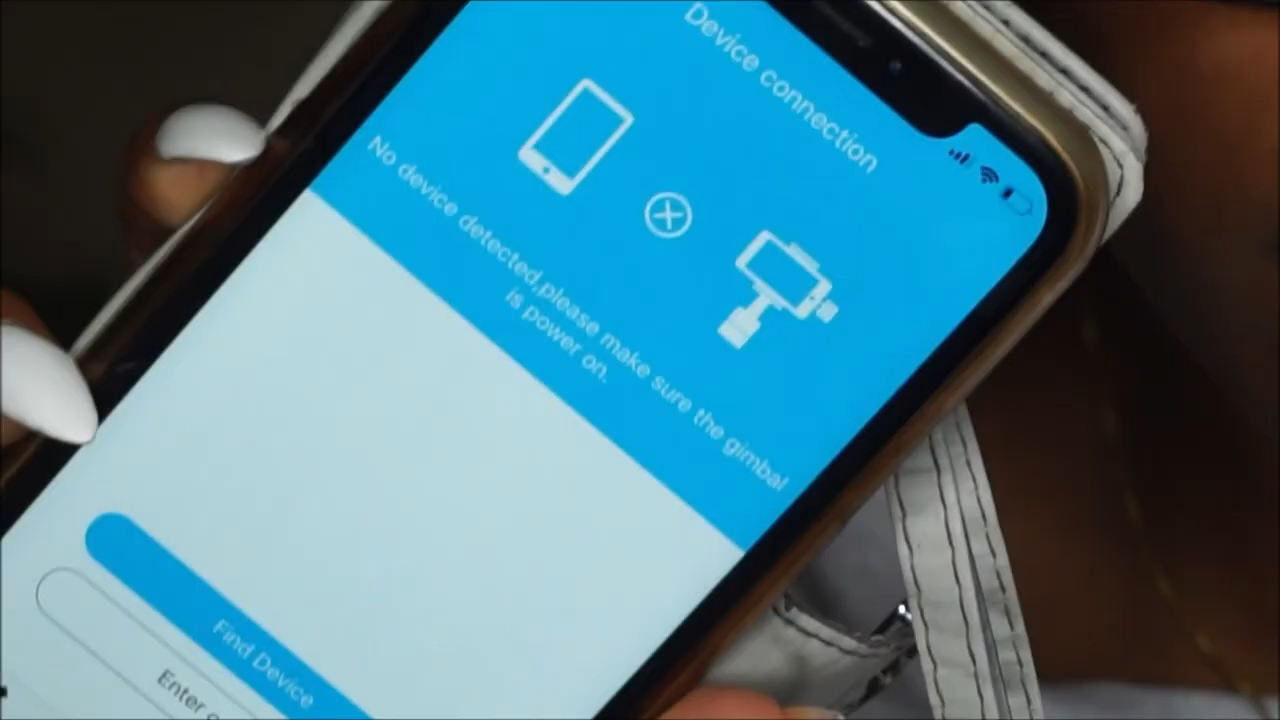 Device connection
No device detected,please make sure the gimbal
is power on.
Find Device
Enter